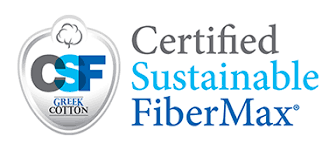 CSF
GREEK
COTTON
Certified
Sustainable
FiberMax®